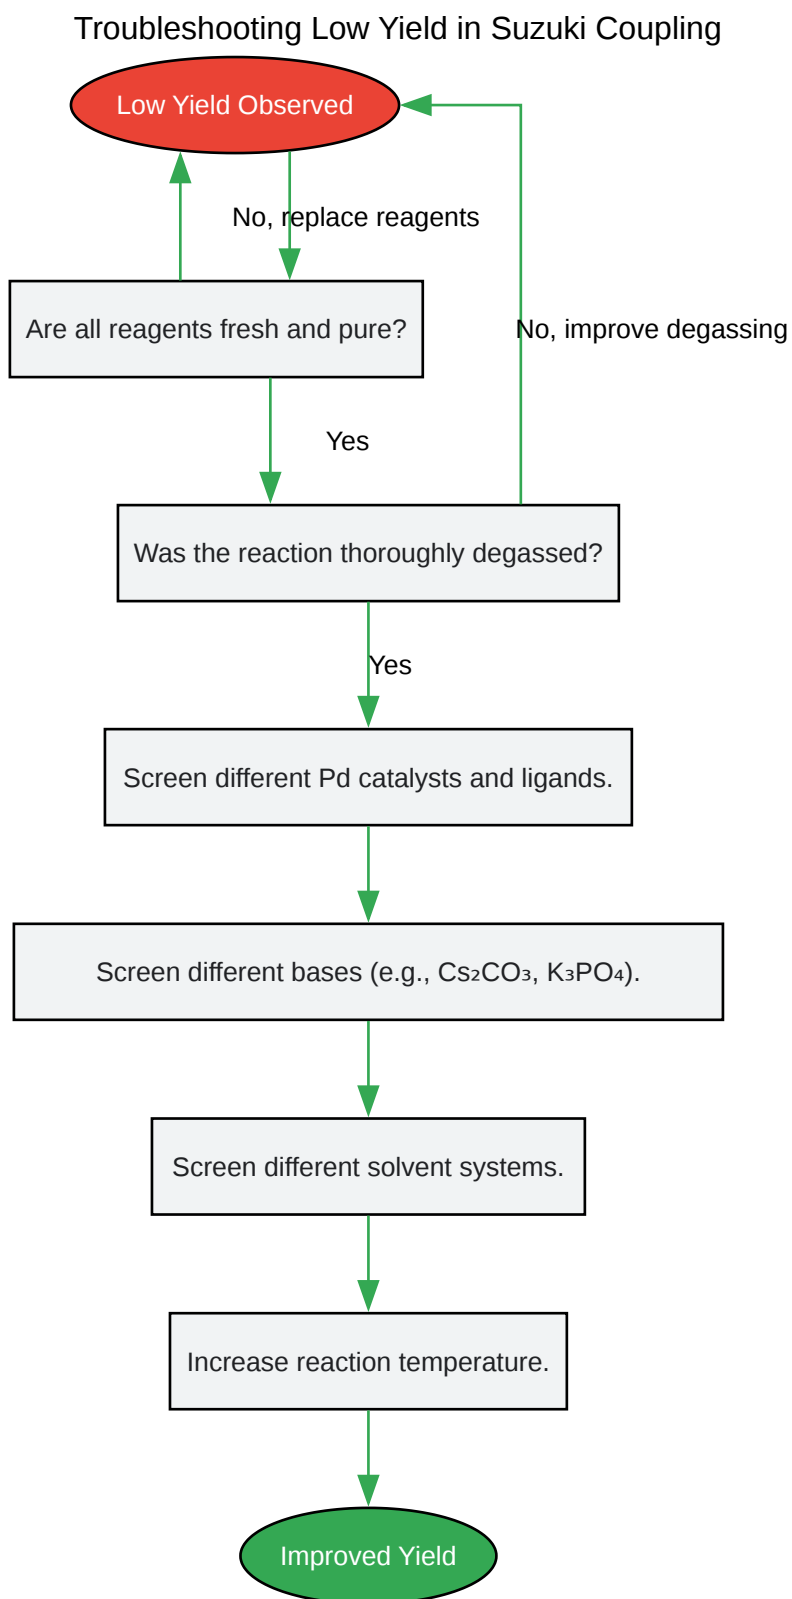 Troubleshooting Low Yield in Suzuki Coupling
Low Yield Observed
No, replace reagents
Are all reagents fresh and pure?
No, improve degassing
Yes
Was the reaction thoroughly degassed?
Yes
Screen different Pd catalysts and ligands.
Screen different bases (e.g., Cs₂CO₃, K₃PO₄).
Screen different solvent systems.
Increase reaction temperature.
Improved Yield